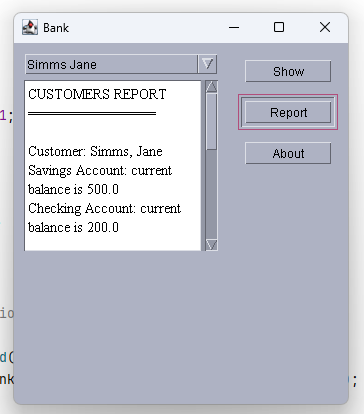 Bank
Simms Jane
Show
CUSTOMERS REPORT
================
Report
Customer: Simms, Jane
About
Savings Account: current
balance is 500.0
Checking Account: current
balance is 200.0
1;
io
d(
nk
;